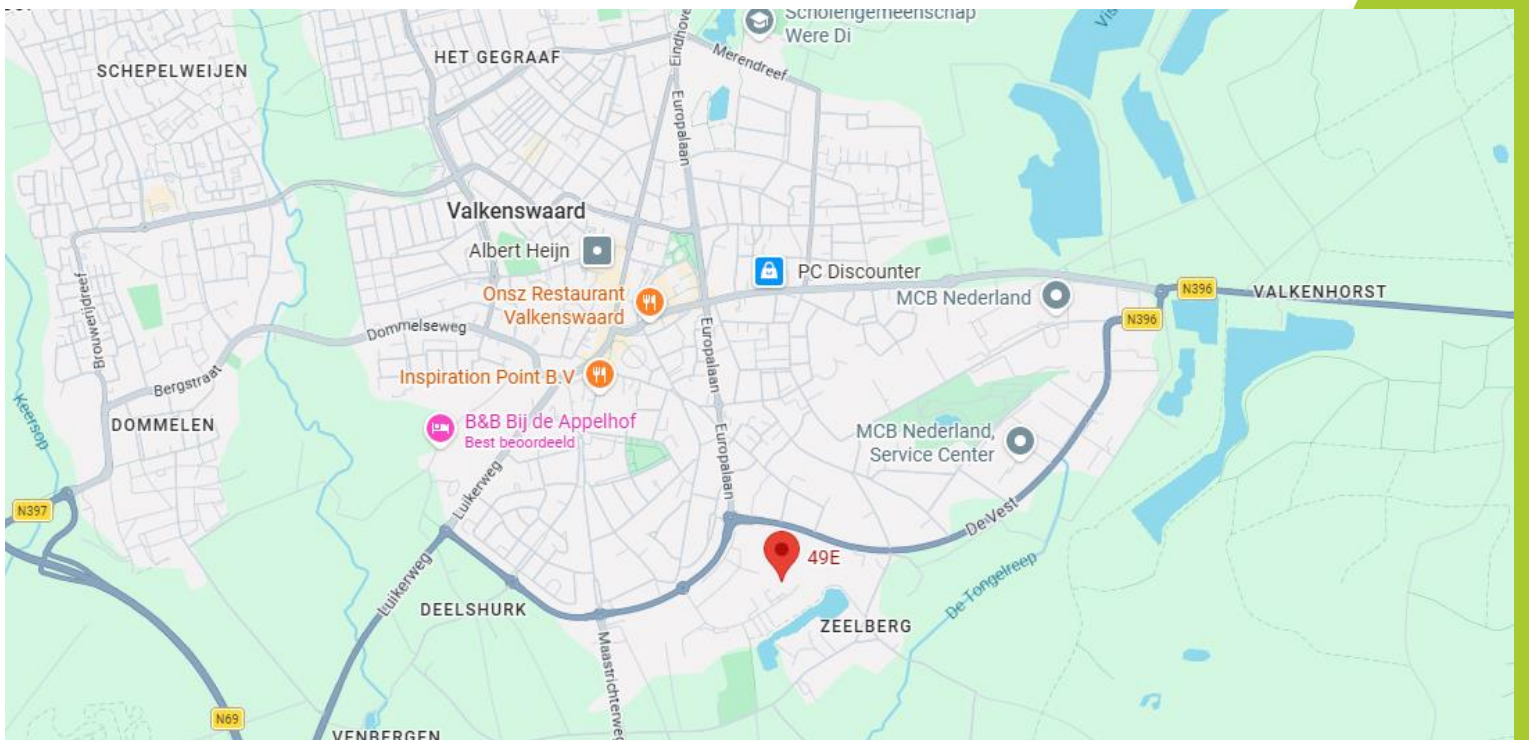 Scholengemeenschap
Were Di
HET GEGRAAF
SCHEPELWEIJEN
Merendreef
Eindhove
Vis
Europalaan
Valkenswaard
Albert Heijn
PC Discounter
Onsz Restaurant
Valkenswaard
MCB Nederland
N396
VALKENHORST
N396
Brouwerijdreef
Dommelseweg
Europalaan
Bergstraat
Inspiration Point B.V
Keersop
DOMMELEN
B&B Bij de Appelhof
Best beoordeeld
Europalaan
MCB Nederland,
Service Center
Luikerweg
N397
De Vest
49E
Luikerweg
De Tongelreep
DEELSHURK
ZEELBERG
Maastrichterweg
N69
VENBERGEN